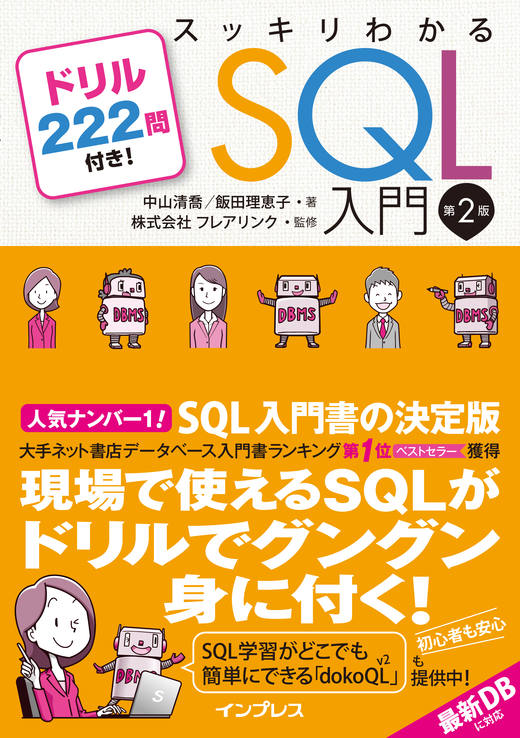 スッキリわかる
SQL
入門
第2版
ドリル
222問
付き!
中山清喬/飯田理恵子・著
株式会社 フレアリンク・監修
DBMS
DBMS
DBMS
人気ナンバー1! SQL入門書の決定版
大手ネット書店データベース入門書ランキング第1位 ベストセラー 獲得
現場で使えるSQLが
ドリルでグングン
身に付く!
SQL学習がどこでも
簡単にできる「dokoQL」v2
も
提供中!
初心者も安心
S
最新DB
に対応
インプレス